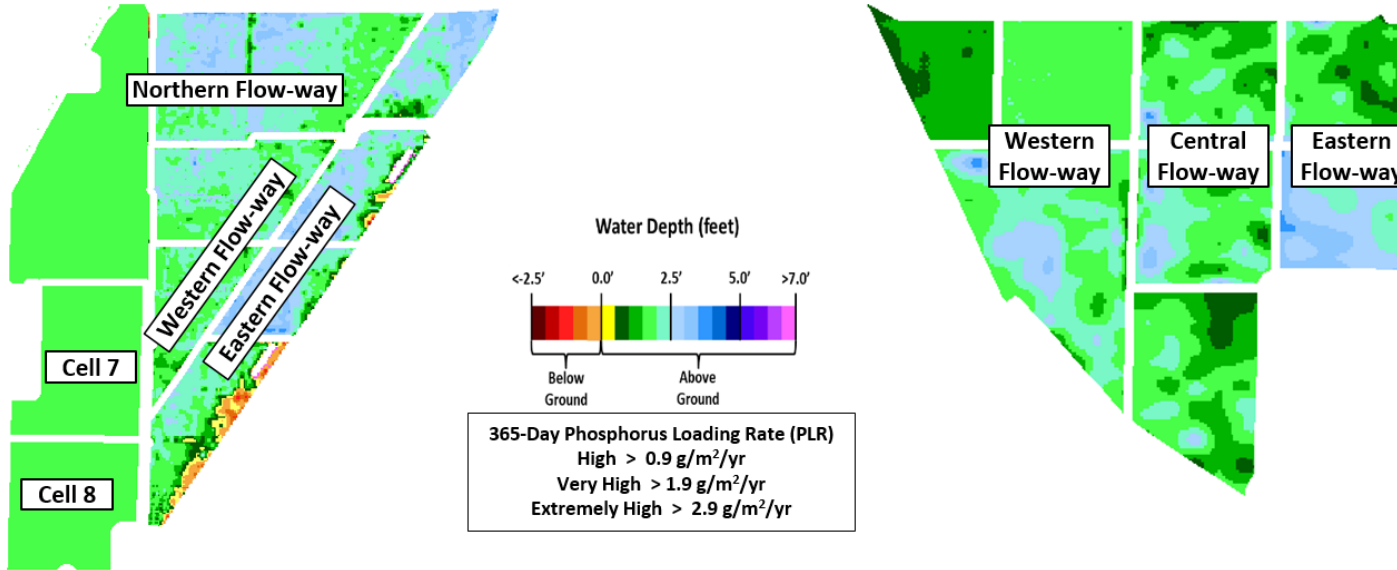 Northern Flow-way
Western Flow-way
Eastern Flow-way
Cell 7
Cell 8
Water Depth (feet)
<-2.5' 0.0' 2.5' 5.0' >7.0'
Below
Ground
Above
Ground
365-Day Phosphorus Loading Rate (PLR)
High > 0.9 g/m²/yr
Very High > 1.9 g/m²/yr
Extremely High > 2.9 g/m²/yr
Western
Flow-way
Central
Flow-way
Eastern
Flow-way